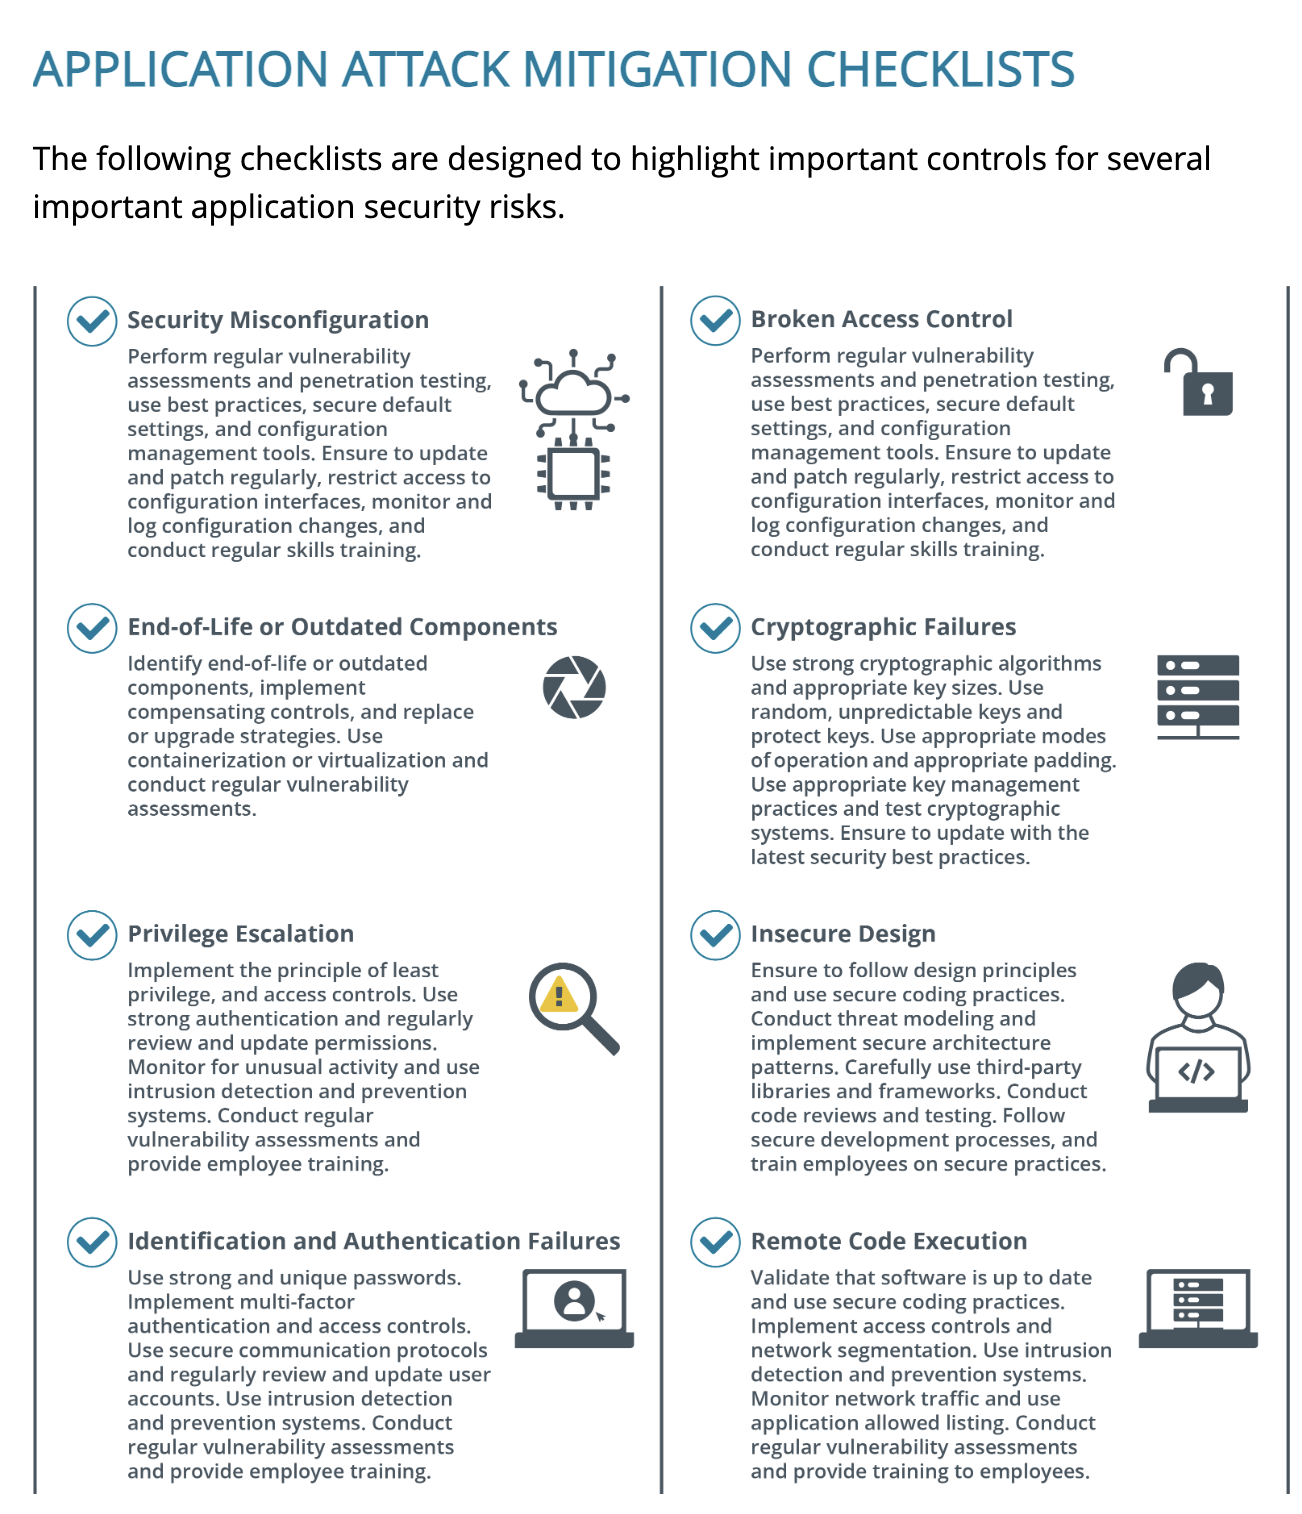 APPLICATION ATTACK MITIGATION CHECKLISTS
The following checklists are designed to highlight important controls for several
important application security risks.
Security Misconfiguration
Perform regular vulnerability
assessments and penetration testing,
use best practices, secure default
settings, and configuration
management tools. Ensure to update
and patch regularly, restrict access to
configuration interfaces, monitor and
log configuration changes, and
conduct regular skills training.
Broken Access Control
Perform regular vulnerability
assessments and penetration testing,
use best practices, secure default
settings, and configuration
management tools. Ensure to update
and patch regularly, restrict access to
configuration interfaces, monitor and
log configuration changes, and
conduct regular skills training.
End-of-Life or Outdated Components
Identify end-of-life or outdated
components, implement
compensating controls, and replace
or upgrade strategies. Use
containerization or virtualization and
conduct regular vulnerability
assessments.
Cryptographic Failures
Use strong cryptographic algorithms
and appropriate key sizes. Use
random, unpredictable keys and
protect keys. Use appropriate modes
of operation and appropriate padding.
Use appropriate key management
practices and test cryptographic
systems. Ensure to update with the
latest security best practices.
Privilege Escalation
Implement the principle of least
privilege, and access controls. Use
strong authentication and regularly
review and update permissions.
Monitor for unusual activity and use
intrusion detection and prevention
systems. Conduct regular
vulnerability assessments and
provide employee training.
Insecure Design
Ensure to follow design principles
and use secure coding practices.
Conduct threat modeling and
implement secure architecture
patterns. Carefully use third-party
libraries and frameworks. Conduct
code reviews and testing. Follow
secure development processes, and
train employees on secure practices.
</>
Identification and Authentication Failures
Use strong and unique passwords.
Implement multi-factor
authentication and access controls.
Use secure communication protocols
and regularly review and update user
accounts. Use intrusion detection
and prevention systems. Conduct
regular vulnerability assessments
and provide employee training.
Remote Code Execution
Validate that software is up to date
and use secure coding practices.
Implement access controls and
network segmentation. Use intrusion
detection and prevention systems.
Monitor network traffic and use
application allowed listing. Conduct
regular vulnerability assessments
and provide training to employees.